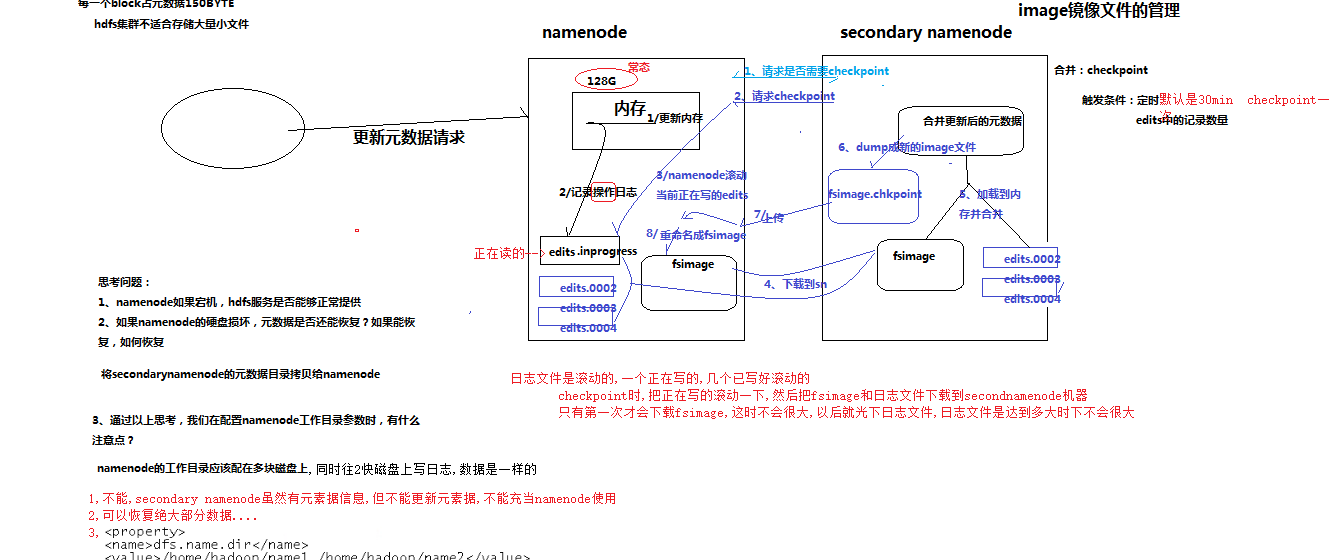 每一个block占元数据150BYTE
hdfs集群不适合存储大量小文件
image镜像文件的管理
namenode
secondary namenode
合并：checkpoint
触发条件：定时默认是30min checkpoint一次
edits中的记录数量
常态
128G
内存
1/更新内存
1、请求是否需要checkpoint
2、请求checkpoint
更新元数据请求
合并更新后的元数据
6、dump成新的image文件
3/namenode滚动
当前正在写的edits
2/记录操作日志
fsimage.chkpoint
5、加载到内
存并合并
7/上传
8/重命名成fsimage
正在读的--
edits.inprogress
fsimage
fsimage
edits.0002
edits.0003
edits.0004
4、下载到sn
edits.0002
edits.0003
edits.0004
思考问题：
1、namenode如果宕机，hdfs服务是否能够正常提供
2、如果namenode的硬盘损坏，元数据是否还能恢复？如果能恢
复，如何恢复
将secondarynamenode的元数据目录拷贝给namenode
日志文件是滚动的,一个正在写的,几个已写好滚动的
checkpoint时,把正在写的滚动一下,然后把fsimage和日志文件下载到secondnamenode机器
只有第一次才会下载fsimage,这时不会很大,以后就光下日志文件,日志文件是达到多大时下不会很大
3、通过以上思考，我们在配置namenode工作目录参数时，有什
么注意点？
namenode的工作目录应该配在多块磁盘上,同时往2快磁盘上写日志,数据是一样的
1,不能,secondary namenode虽然有元素据信息,但不能更新元素据,不能充当namenode使用
2,可以恢复绝大部分数据....
3,<property>
<name>dfs.name.dir</name>
<value>/home/hadoop/name1,/home/hadoop/name2</value>